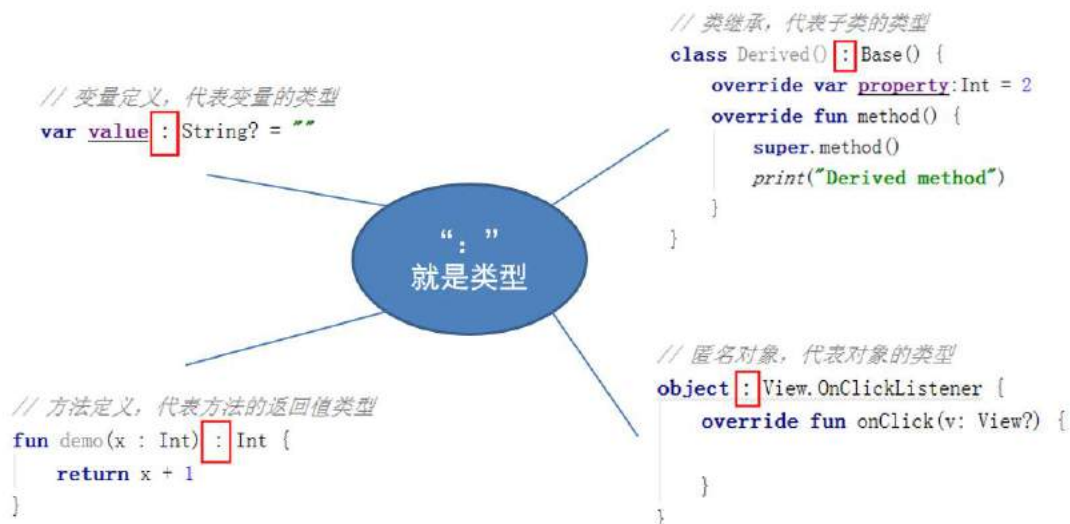 // 变量定义，代表变量的类型
var value : String? = ""
// 类继承，代表子类的类型
class Derived() : Base() {
override var property:Int = 2
override fun method() {
super.method()
print("Derived method")
}
}
“：”
就是类型
// 方法定义，代表方法的返回值类型
fun demo(x : Int) : Int {
return x + 1
}
// 匿名对象，代表对象的类型
object : View.OnClickListener {
override fun onClick(v: View?) {
}
}